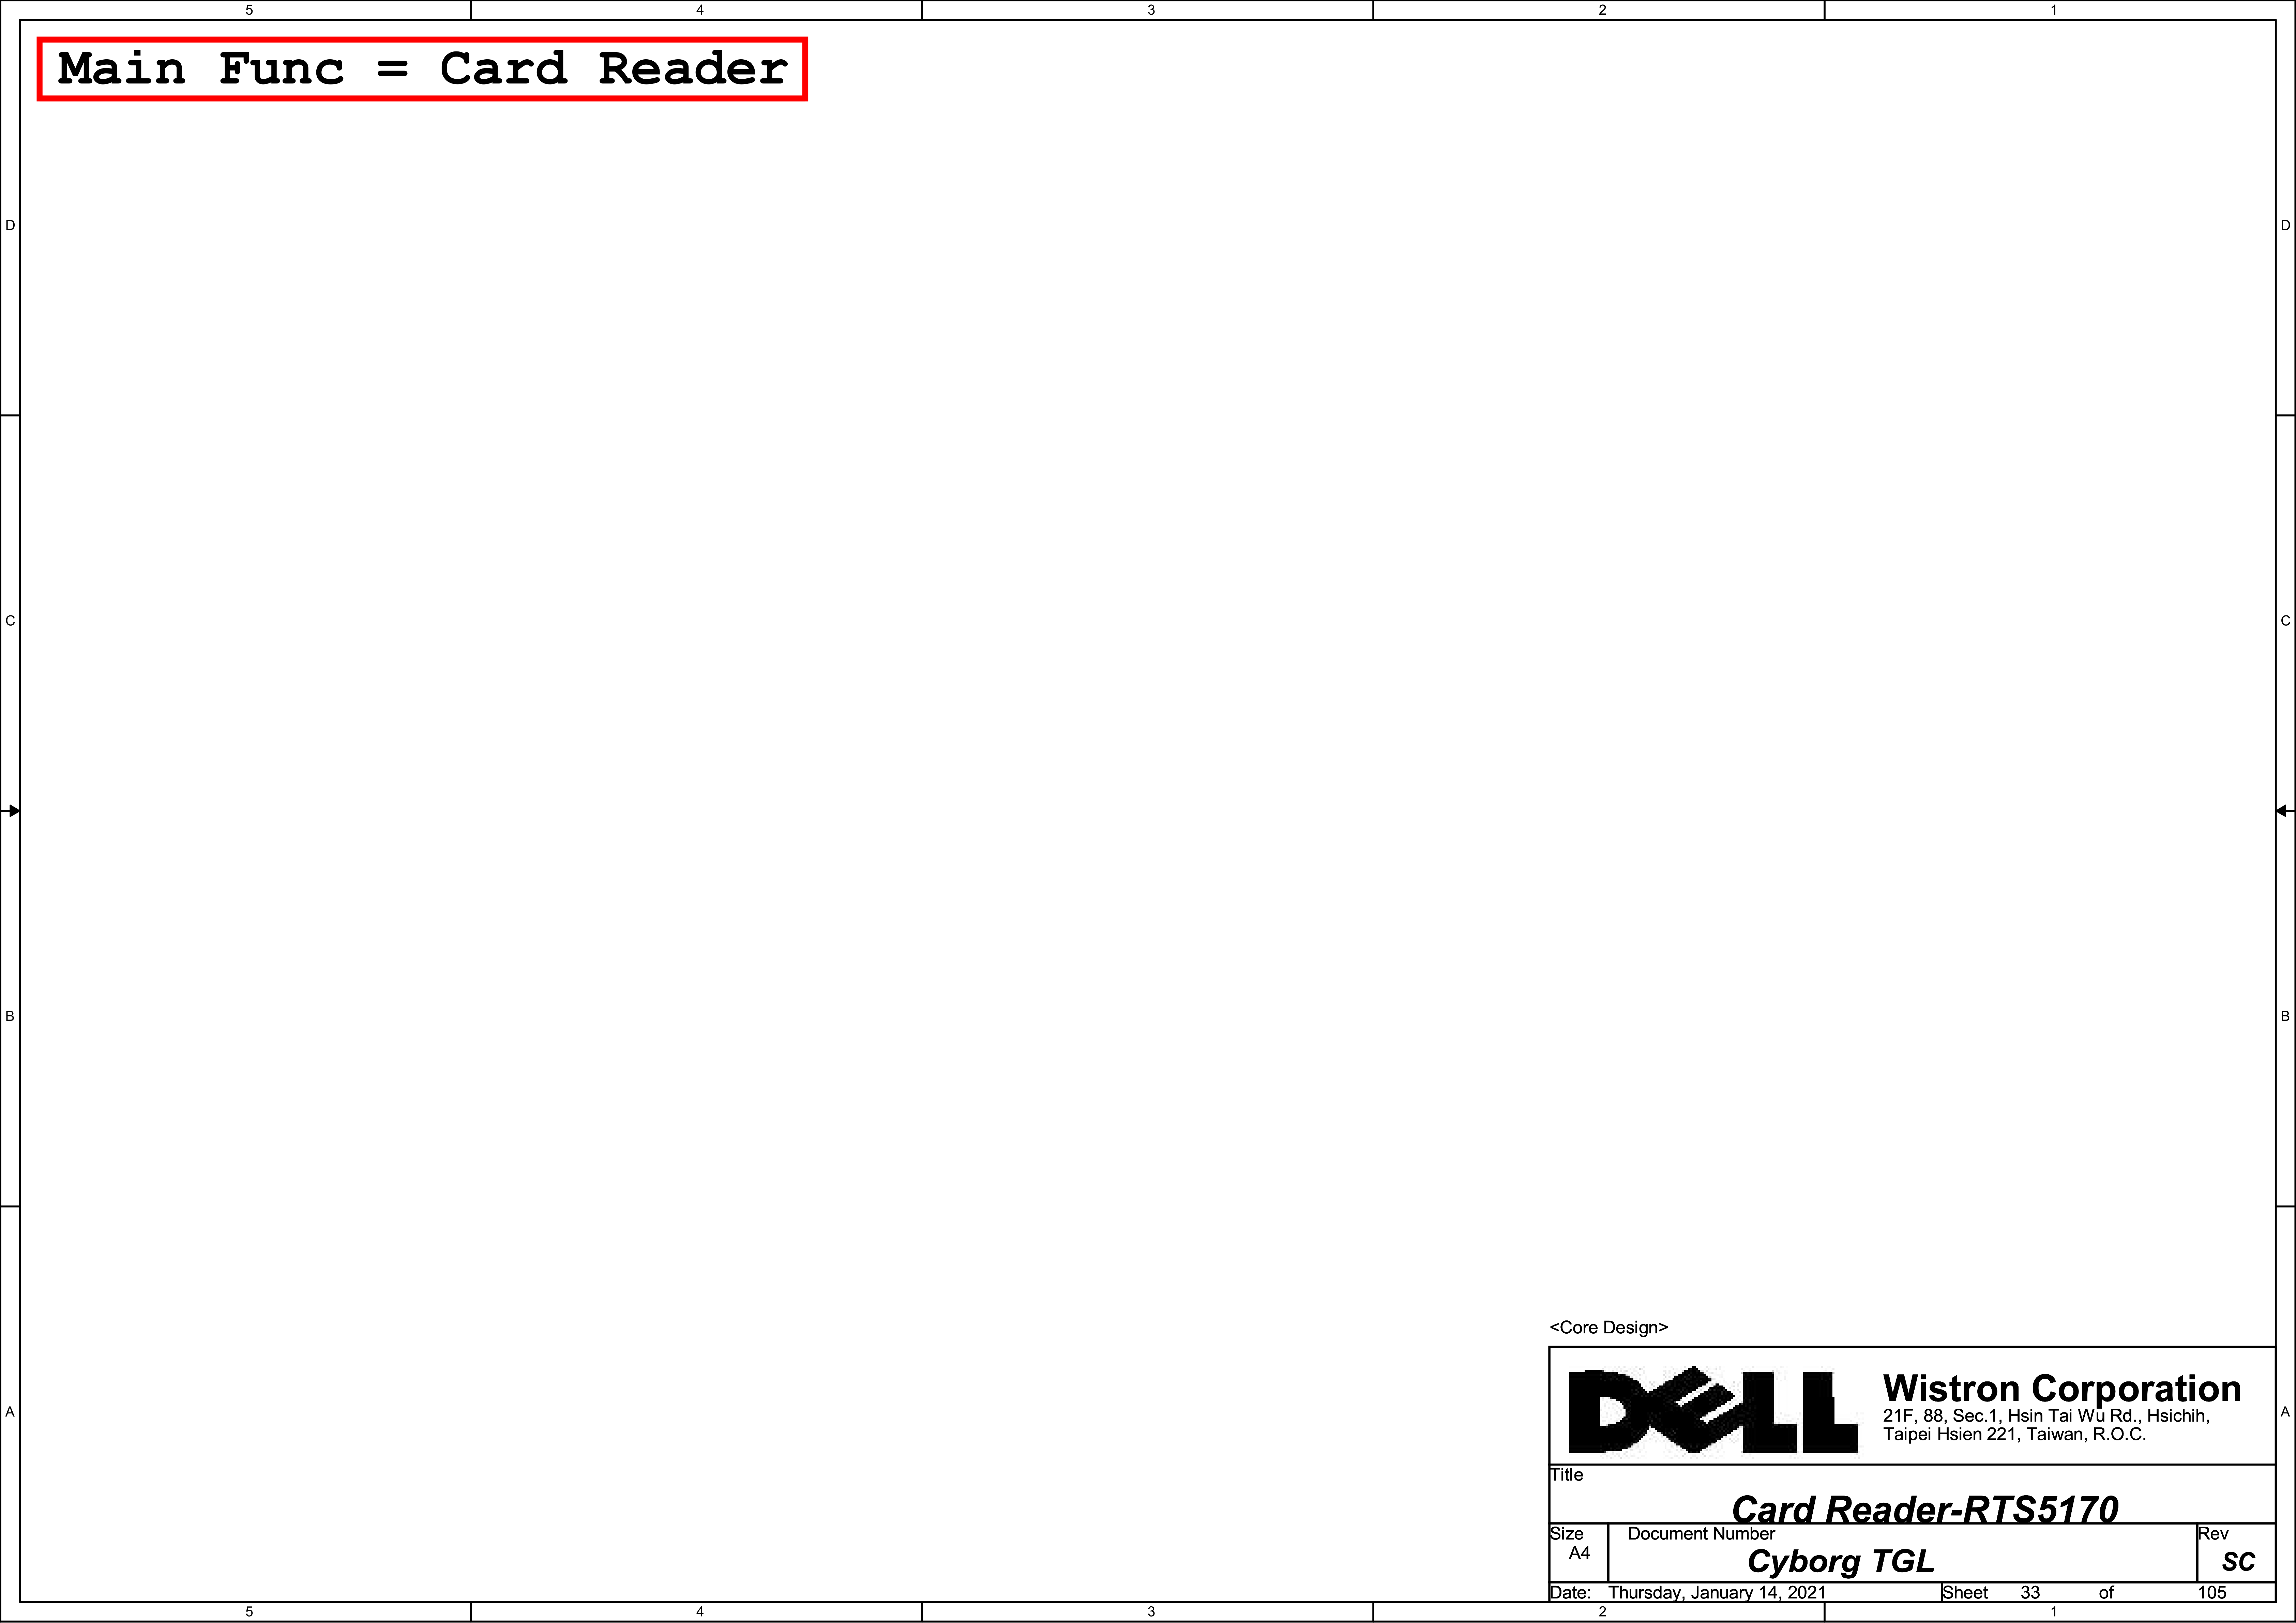 5 4 3 2 1
Main Func = Card Reader
D D
C C
B B
<Core Design>
A A
DELL
Wistron Corporation
21F, 88, Sec.1, Hsin Tai Wu Rd., Hsichih,
Taipei Hsien 221, Taiwan, R.O.C.
Title
Card Reader-RTS5170
Size Document Number Rev
A4
Cyborg TGL SC
Date: Thursday, January 14, 2021 Sheet 33 of 105
5 4 3 2 1